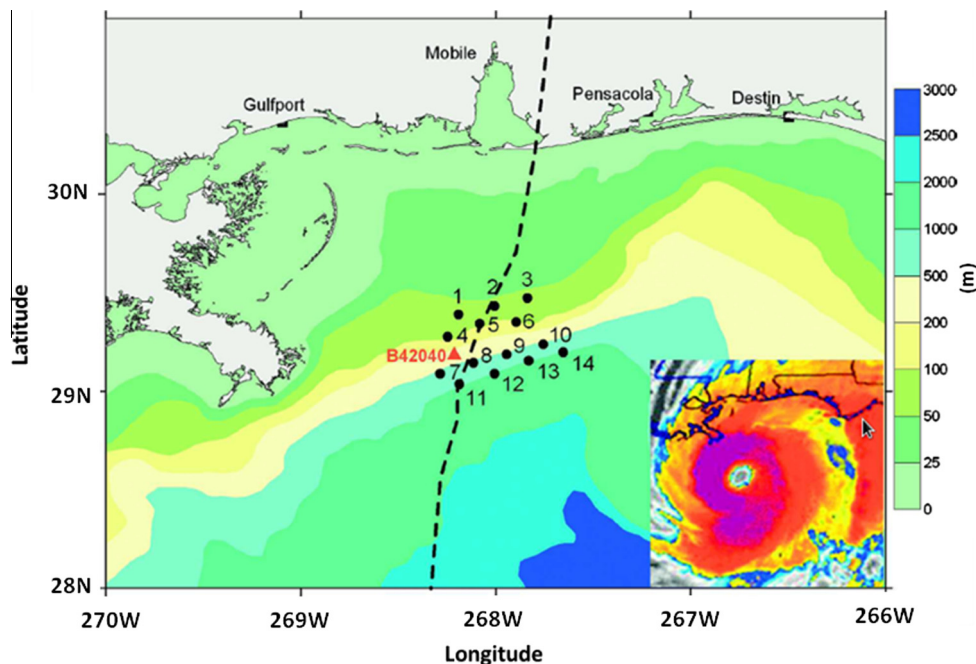 Mobile
Gulfport
Pensacola
Destin
30N
29N
28N
Latitude
1
2
3
4
5
6
B42040
7
8
9
10
11
12
13
14
270W
269W
268W
267W
266W
Longitude
3000
2500
2000
1000
500
200
100
50
25
0
(m)